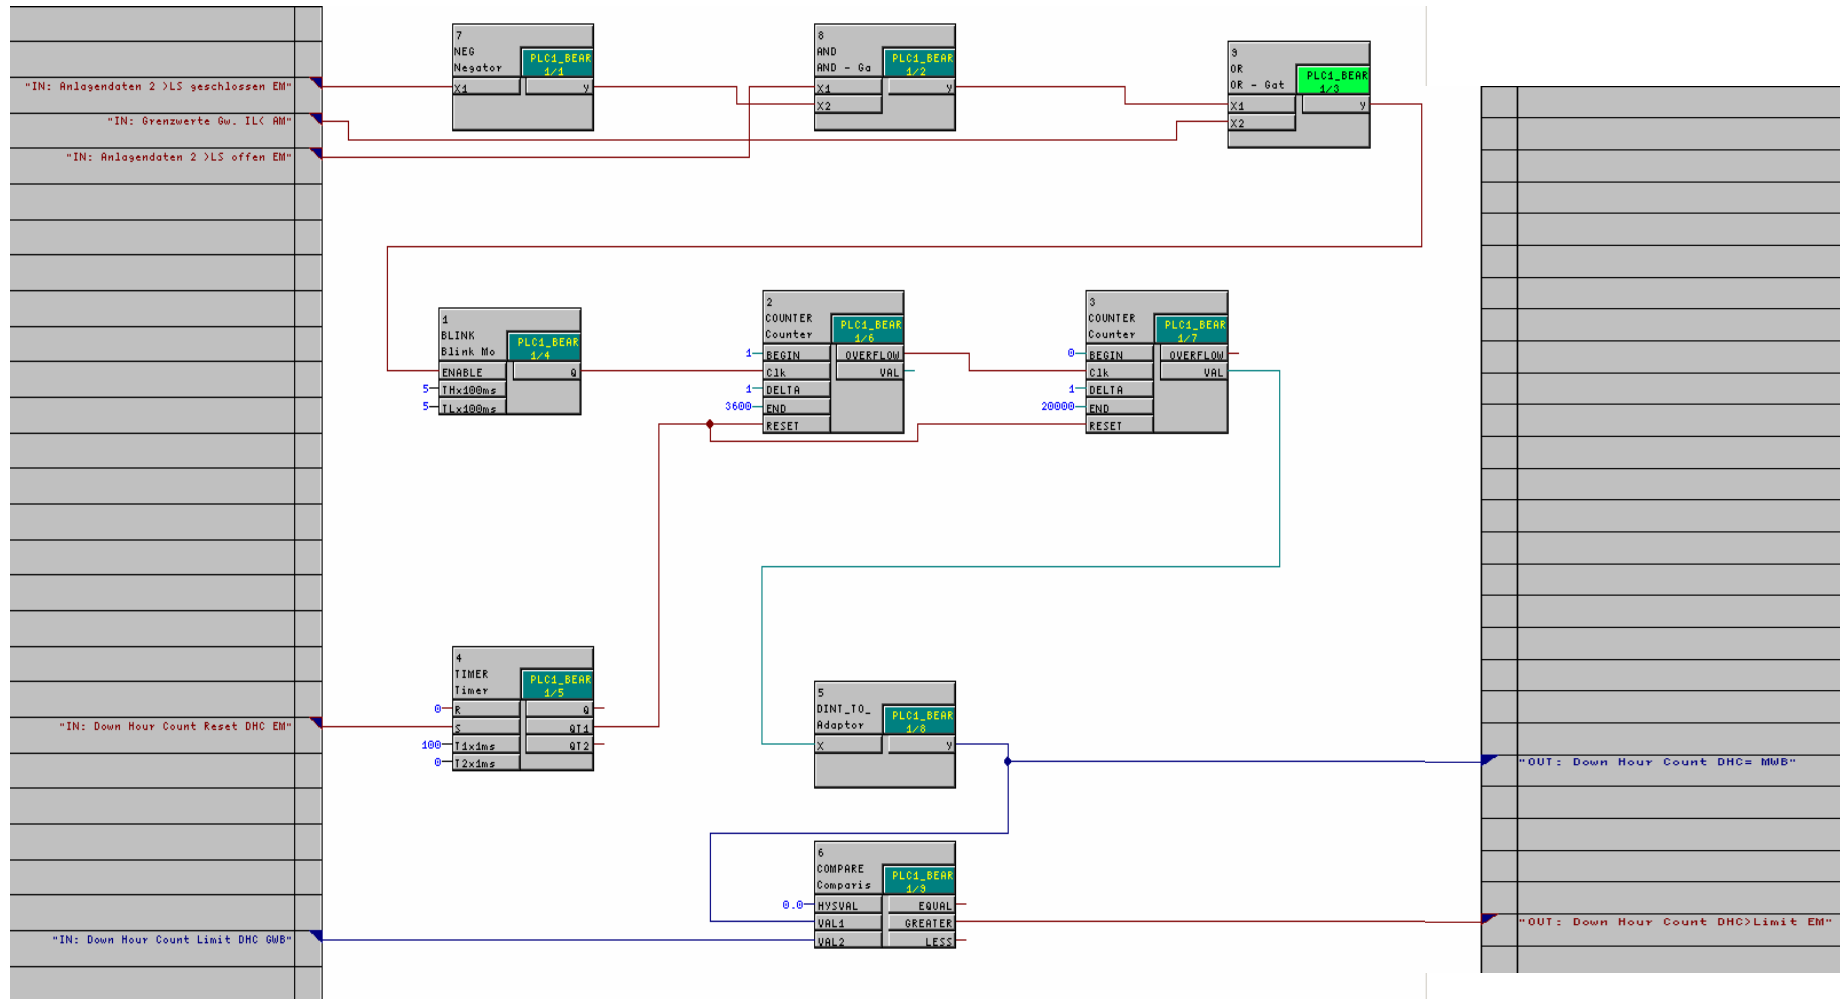 7
NEG
Negator
PLC1_BEAR
1/1
X1
Y
8
AND
AND - Ga
PLC1_BEAR
1/2
X1
Y
X2
9
OR
OR - Gat
PLC1_BEAR
1/3
X1
Y
X2
"IN: Anlagendaten 2 >LS geschlossen EM"
"IN: Grenzwerte Gw. IL< AM"
"IN: Anlagendaten 2 >LS offen EM"
1
BLINK
Blink Mo
PLC1_BEAR
1/4
ENABLE
Q
5
THx100ms
5
TLx100ms
2
COUNTER
Counter
PLC1_BEAR
1/6
1
BEGIN
OVERFLOW
Clk
VAL
1
DELTA
3600
END
RESET
3
COUNTER
Counter
PLC1_BEAR
1/7
0
BEGIN
OVERFLOW
Clk
VAL
1
DELTA
20000
END
RESET
4
TIMER
Timer
PLC1_BEAR
1/5
0
R
Q
"IN: Down Hour Count Reset DHC EM"
S
QT1
100
T1x1ms
QT2
0
T2x1ms
5
DINT_TO_
Adaptor
PLC1_BEAR
1/8
X
Y
"OUT: Down Hour Count DHC= MWB"
6
COMPARE
Comparis
PLC1_BEAR
1/9
0.0
HYSVAL
EQUAL
VAL1
GREATER
"OUT: Down Hour Count DHC>Limit EM"
"IN: Down Hour Count Limit DHC GWB"
VAL2
LESS